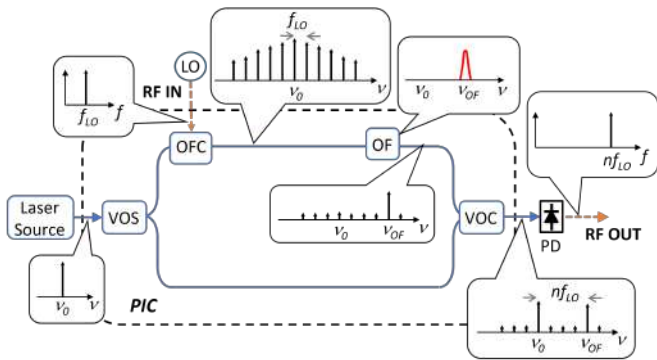 f_LO
ν_0
ν
LO
RF IN
f_LO
f
ν_0
ν_OF
ν
OFC
OF
nf_LO
f
ν_0
ν_OF
ν
Laser
Source
VOS
VOC
PD
RF OUT
ν_0
ν
PIC
nf_LO
ν_0
ν_OF
ν